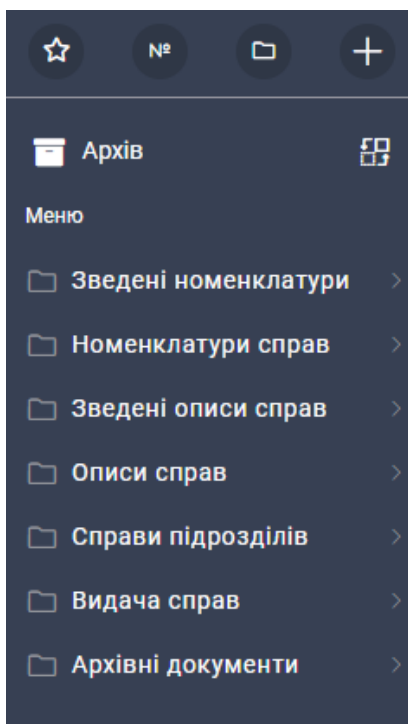 №
Архів
Меню
Зведені номенклатури
Номенклатури справ
Зведені описи справ
Описи справ
Справи підрозділів
Видача справ
Архівні документи